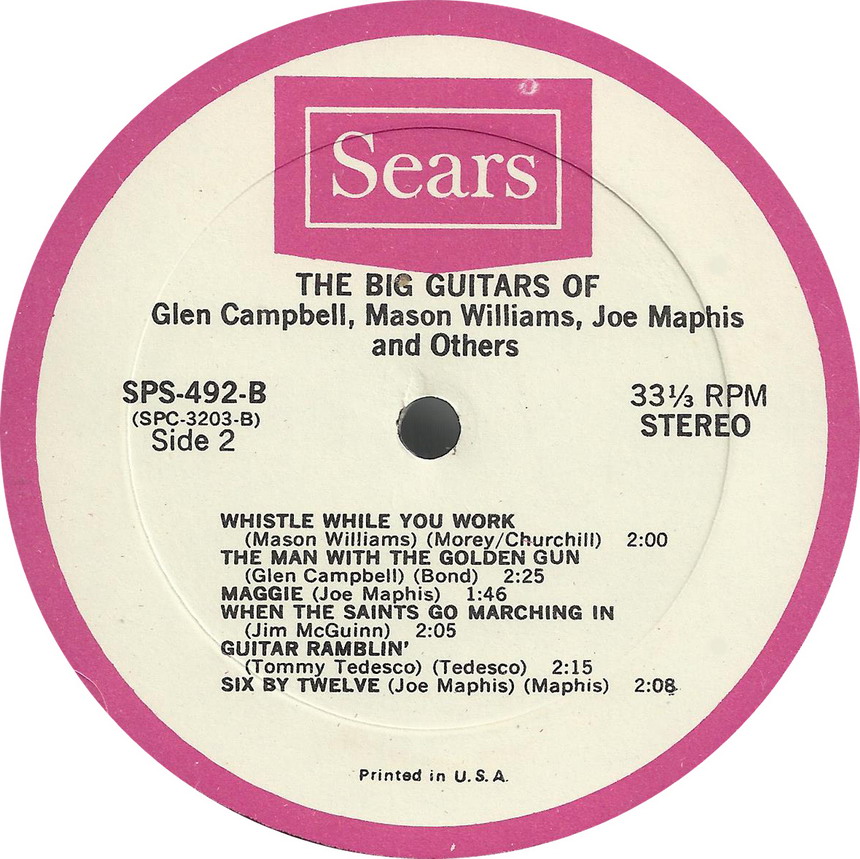 Sears
THE BIG GUITARS OF
Glen Campbell, Mason Williams, Joe Maphis
and Others
SPS-492-B
(SPC-3203-B)
Side 2
33⅓ RPM
STEREO
WHISTLE WHILE YOU WORK
(Mason Williams) (Morey/Churchill) 2:00
THE MAN WITH THE GOLDEN GUN
(Glen Campbell) (Bond) 2:25
MAGGIE (Joe Maphis) 1:46
WHEN THE SAINTS GO MARCHING IN
(Jim McGuinn) 2:05
GUITAR RAMBLIN'
(Tommy Tedesco) (Tedesco) 2:15
SIX BY TWELVE (Joe Maphis) (Maphis) 2:08
Printed in U.S.A.